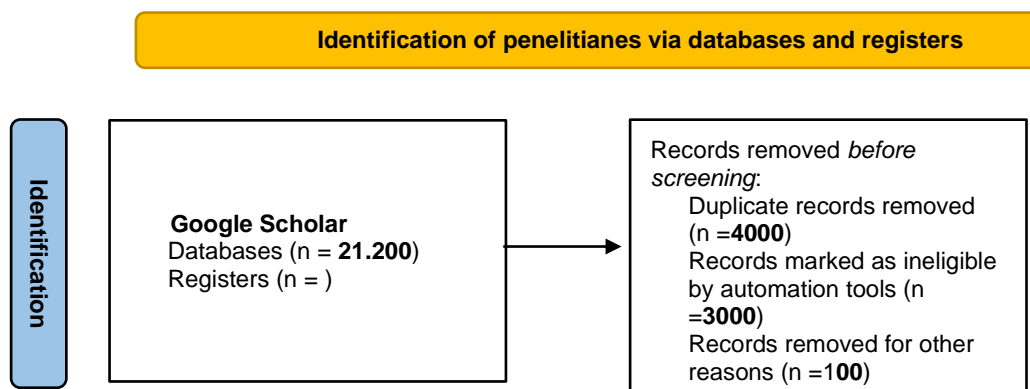 Identification of penelitianes via databases and registers
Identification
Google Scholar
Databases (n = 21.200)
Registers (n = )
Records removed before
screening:
Duplicate records removed
(n =4000)
Records marked as ineligible
by automation tools (n
=3000)
Records removed for other
reasons (n =100)